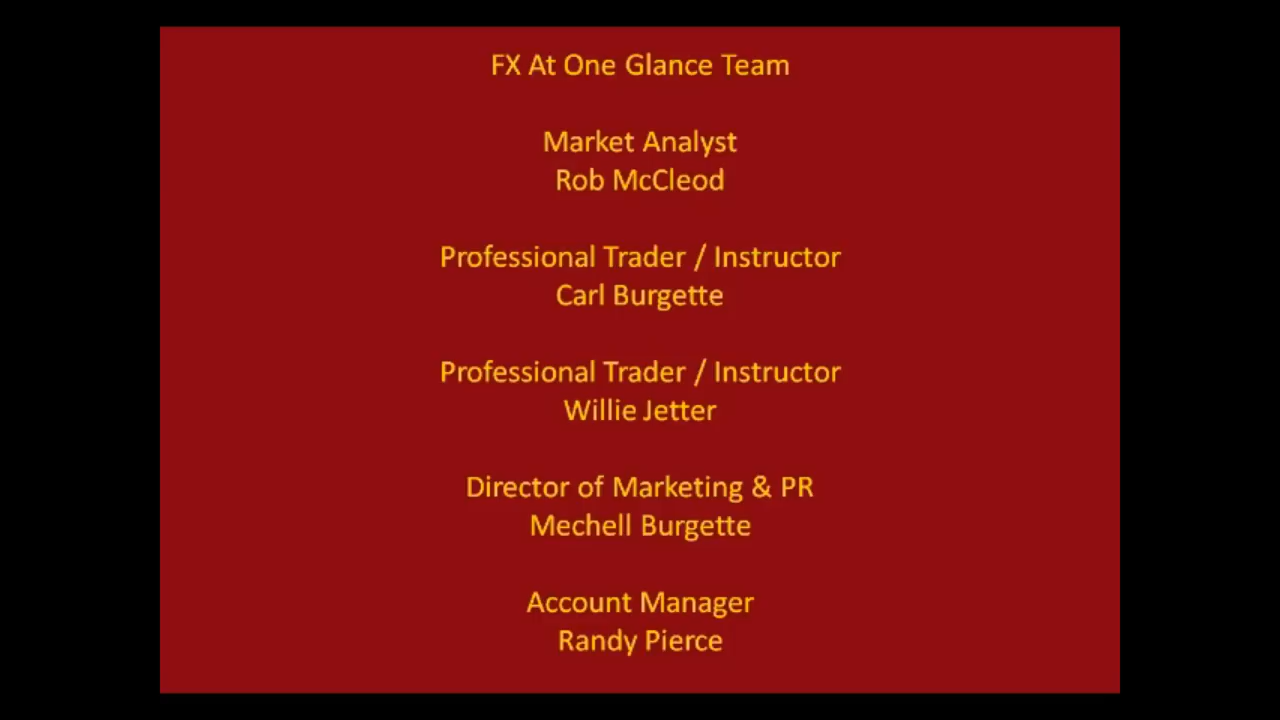 FX At One Glance Team
Market Analyst
Rob McCleod
Professional Trader / Instructor
Carl Burgette
Professional Trader / Instructor
Willie Jetter
Director of Marketing & PR
Mechell Burgette
Account Manager
Randy Pierce